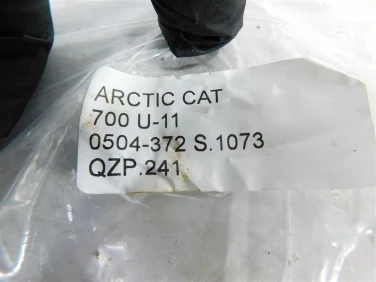 ARCTIC CAT
700 U-11
0504-372 S.1073
QZP.241